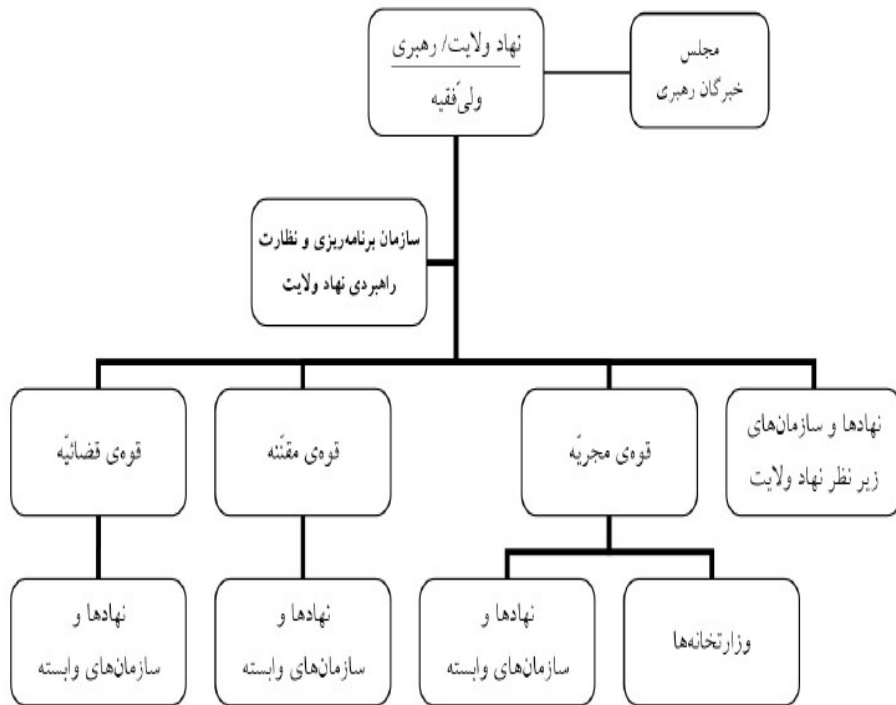 نهاد ولایت/ رهبری
ولیّ‌فقیه
مجلس
خبرگان رهبری
سازمان برنامه‌ریزی و نظارت
راهبردی نهاد ولایت
نهادها و سازمان‌های
زیر نظر نهاد ولایت
قوه‌ی مجریّه
قوه‌ی مقنّنه
قوه‌ی قضائیّه
وزارتخانه‌ها
نهادها و
سازمان‌های وابسته
نهادها و
سازمان‌های وابسته
نهادها و
سازمان‌های وابسته